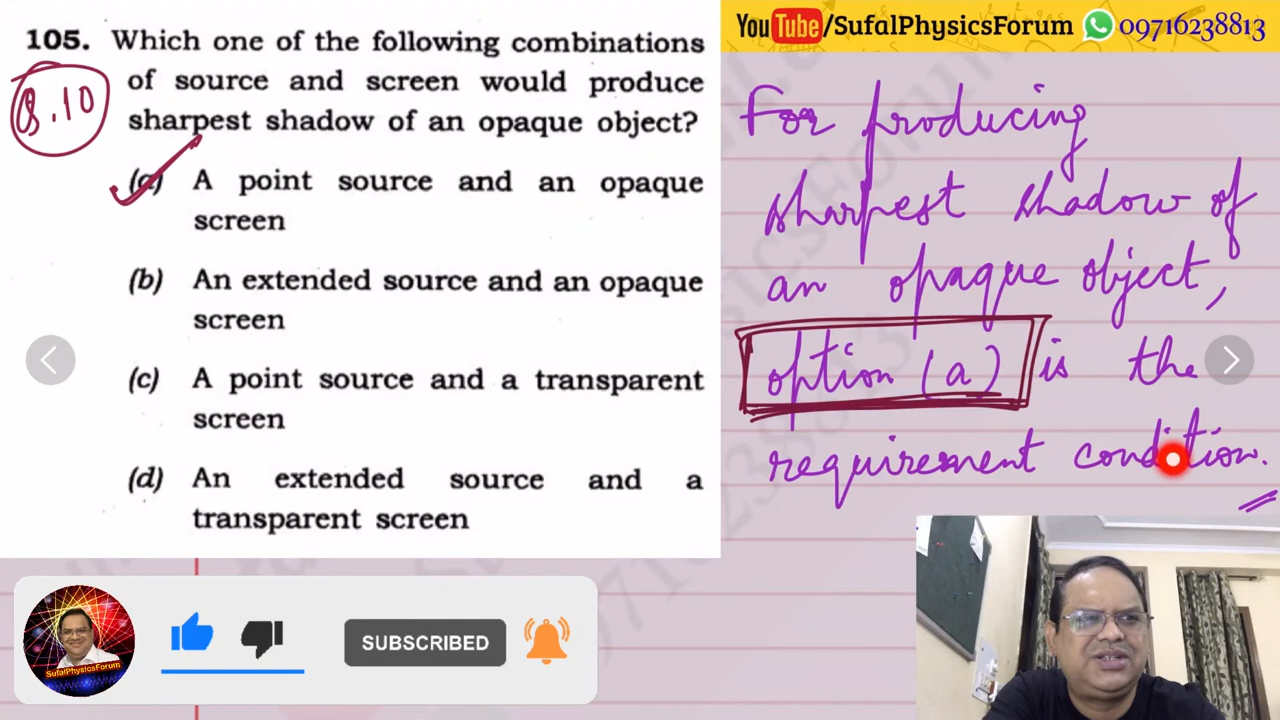 YouTube/SufalPhysicsForum 09716238813
105. Which one of the following combinations
of source and screen would produce
sharpest shadow of an opaque object?
Q.10
(a) A point source and an opaque
screen
(b) An extended source and an opaque
screen
(c) A point source and a transparent
screen
(d) An extended source and a
transparent screen
For producing
sharpest shadow of
an opaque object,
option (a) is the
requirement condition.
SufalPhysicsForum
SUBSCRIBED